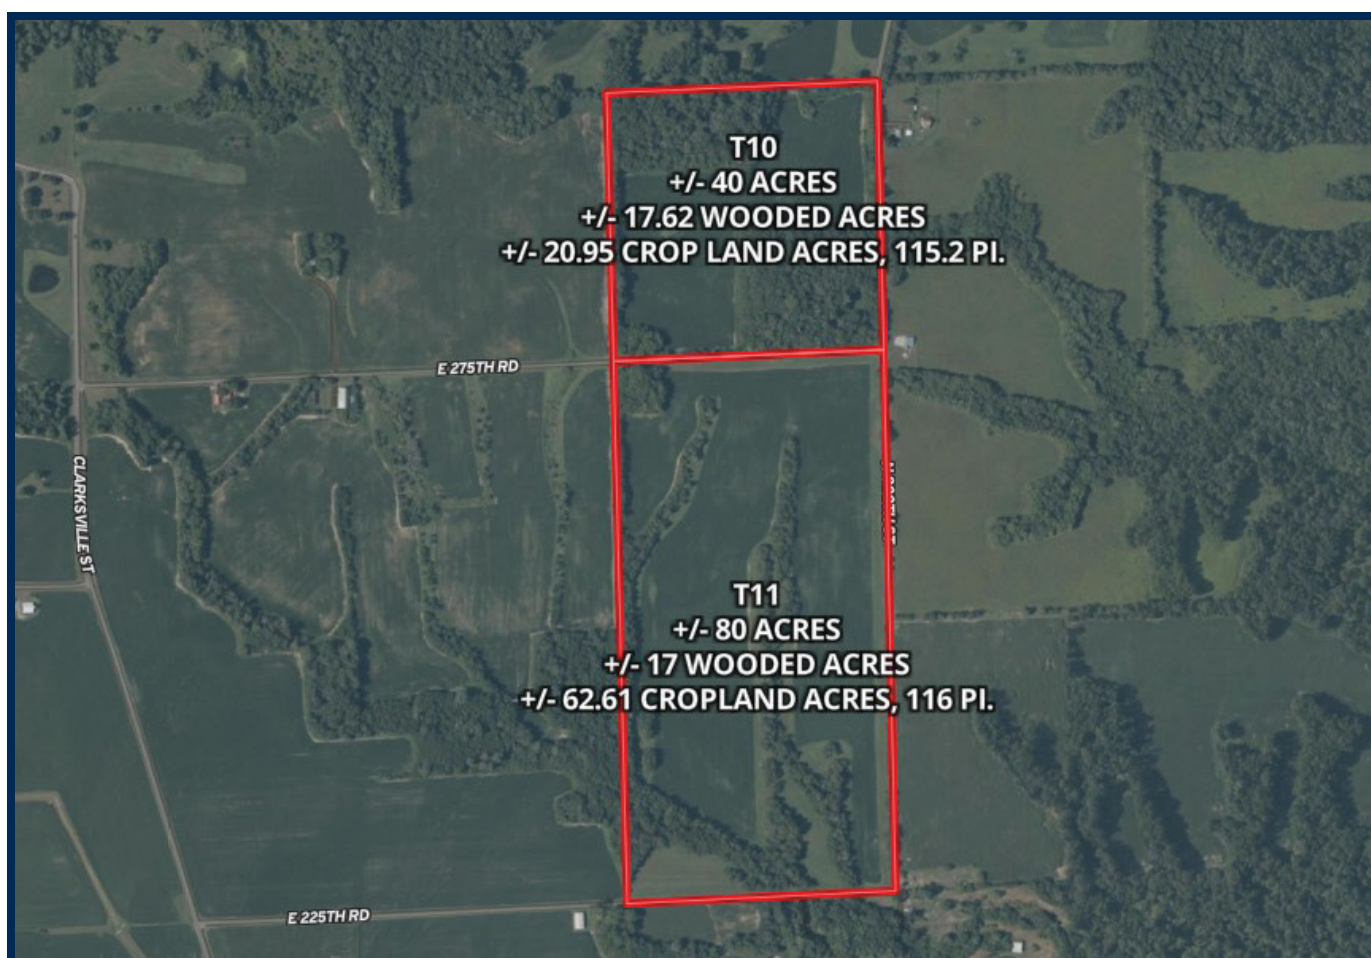 T10
+/- 40 ACRES
+/- 17.62 WOODED ACRES
+/- 20.95 CROP LAND ACRES, 115.2 PI.
E 275TH RD
CLARKSVILLE ST
T11
+/- 80 ACRES
+/- 17 WOODED ACRES
+/- 62.61 CROPLAND ACRES, 116 PI.
E 225TH RD